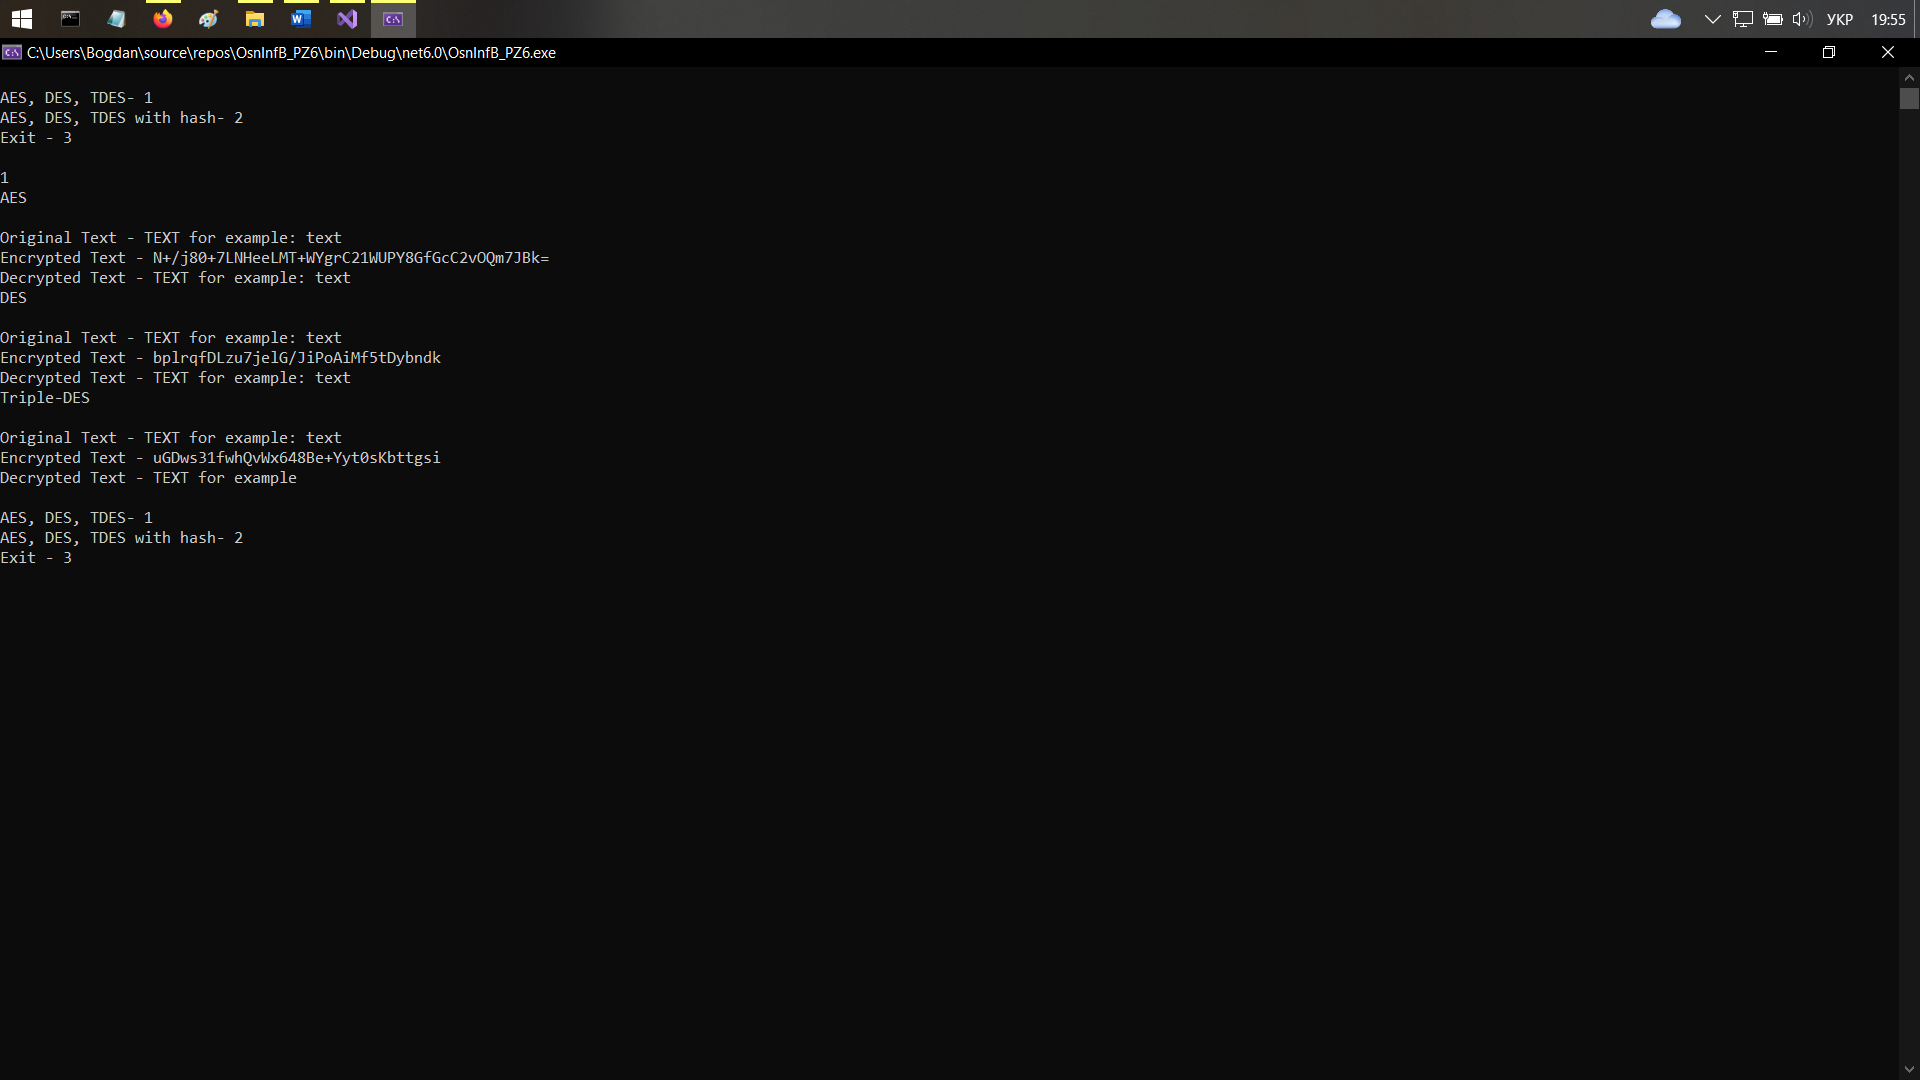 УКР 19:55
C:\Users\Bogdan\source\repos\OsnInfB_PZ6\bin\Debug\net6.0\OsnInfB_PZ6.exe
AES, DES, TDES- 1
AES, DES, TDES with hash- 2
Exit - 3
1
AES
Original Text - TEXT for example: text
Encrypted Text - N+/j80+7LNHeeLMT+WYgrC21WUPY8GfGcC2vOQm7JBk=
Decrypted Text - TEXT for example: text
DES
Original Text - TEXT for example: text
Encrypted Text - bplrqfDLzu7jelG/JiPoAiMf5tDybndk
Decrypted Text - TEXT for example: text
Triple-DES
Original Text - TEXT for example: text
Encrypted Text - uGDws31fwhQvWx648Be+Yyt0sKbttgsi
Decrypted Text - TEXT for example
AES, DES, TDES- 1
AES, DES, TDES with hash- 2
Exit - 3